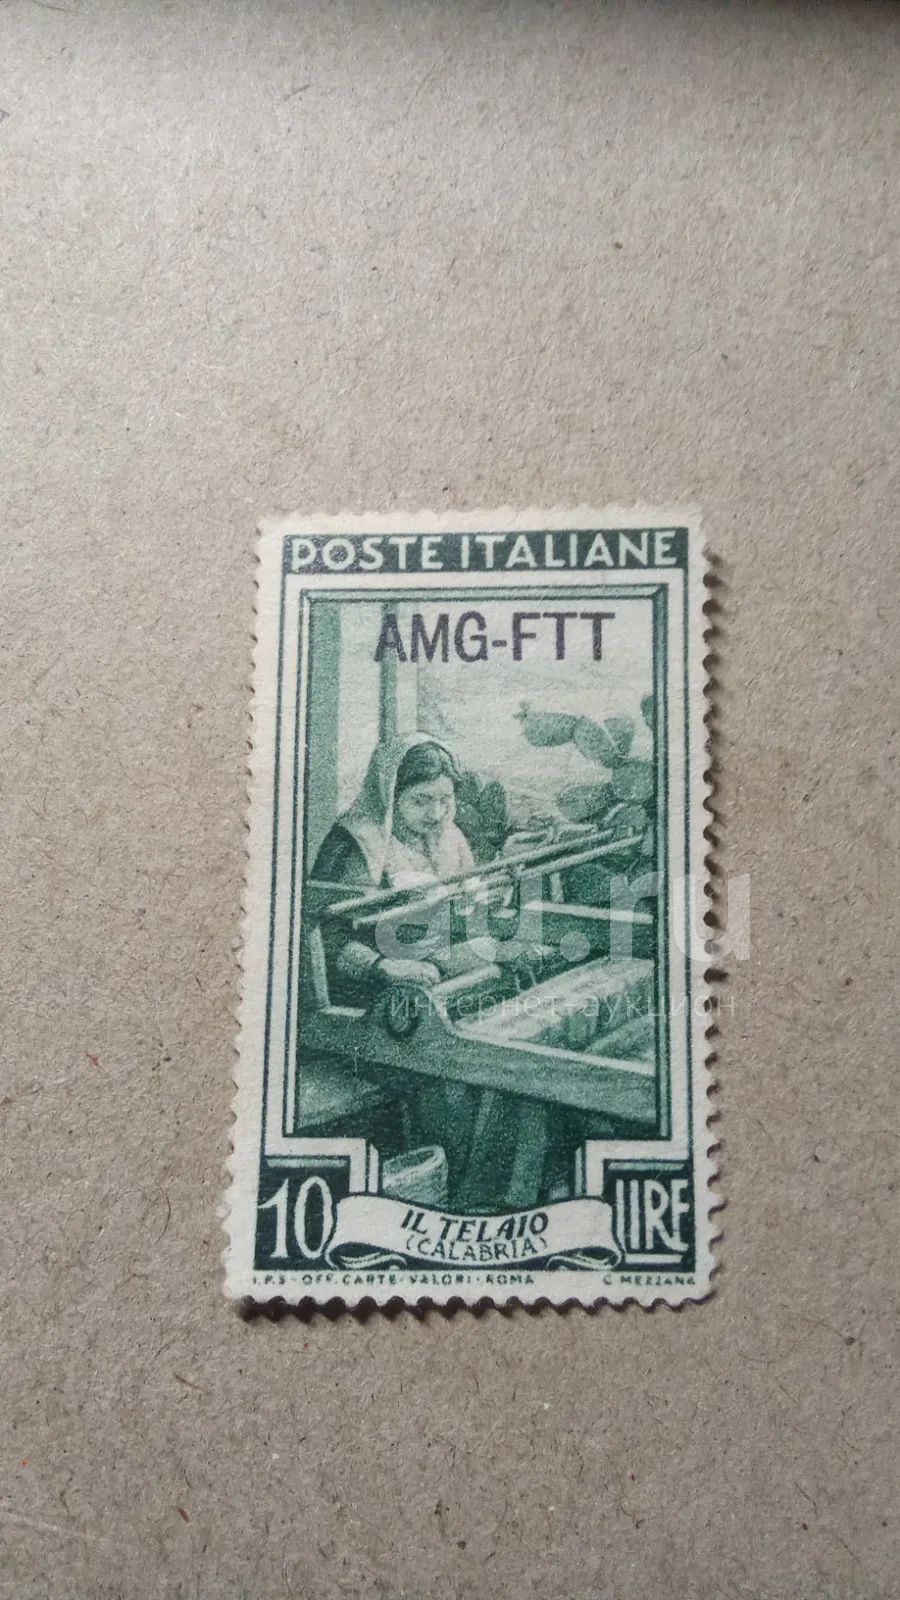 POSTE ITALIANE
AMG-FTT
au.ru
интернет-аукцион
10 LIRE
IL TELAIO
(CALABRIA)
I.P.S - OFF. CARTE - VALORI - ROMA C MEZZANA